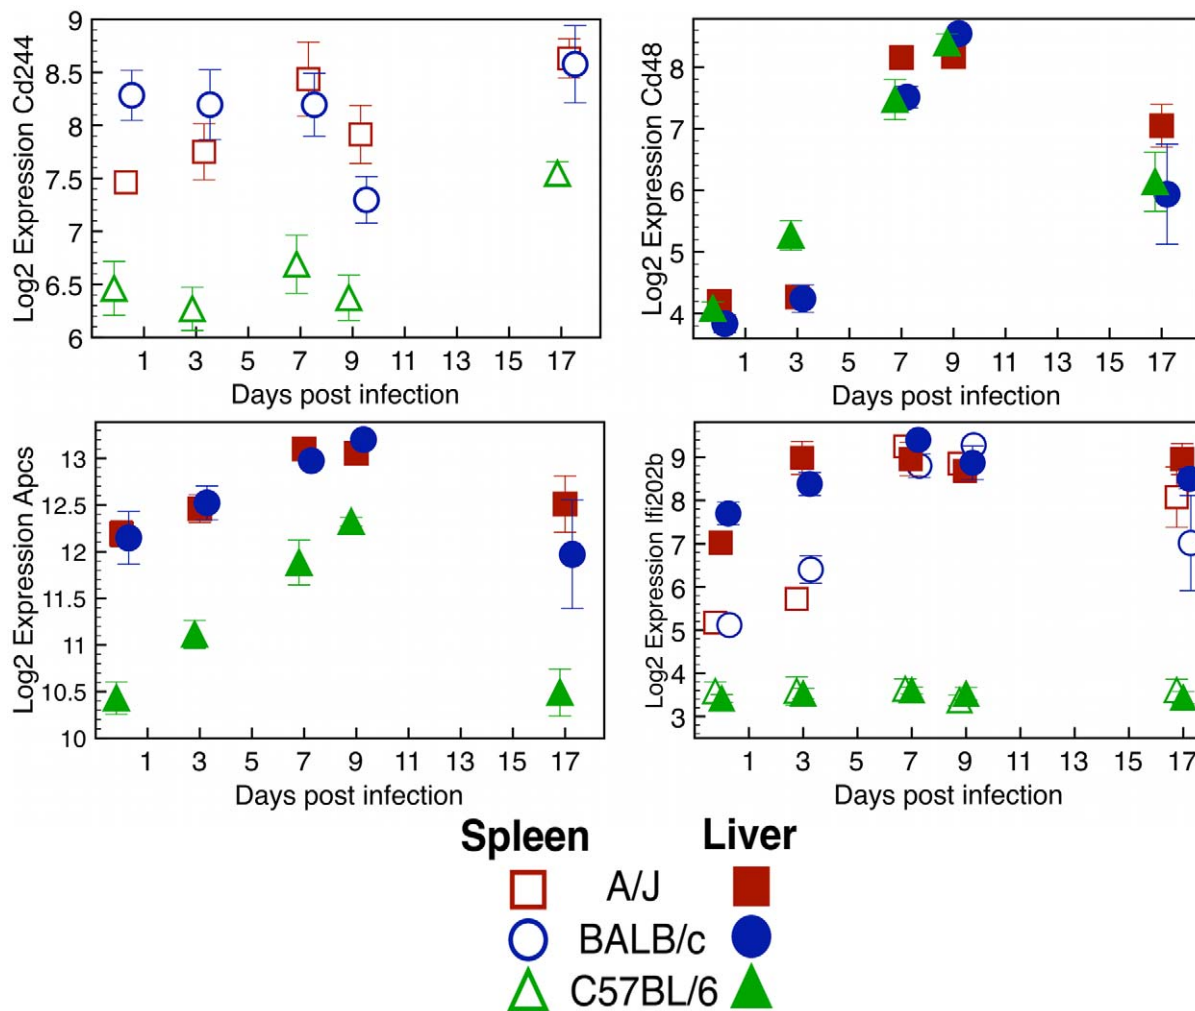 Log2 Expression Cd244
9
8.5
8
7.5
7
6.5
6
1 3 5 7 9 11 13 15 17
Days post infection
Log2 Expression Cd48
8
7
6
5
4
1 3 5 7 9 11 13 15 17
Days post infection
Log2 Expression Apcs
13
12.5
12
11.5
11
10.5
10
1 3 5 7 9 11 13 15 17
Days post infection
Log2 Expression Ifi202b
9
8
7
6
5
4
3
1 3 5 7 9 11 13 15 17
Days post infection
Spleen Liver
A/J
BALB/c
C57BL/6